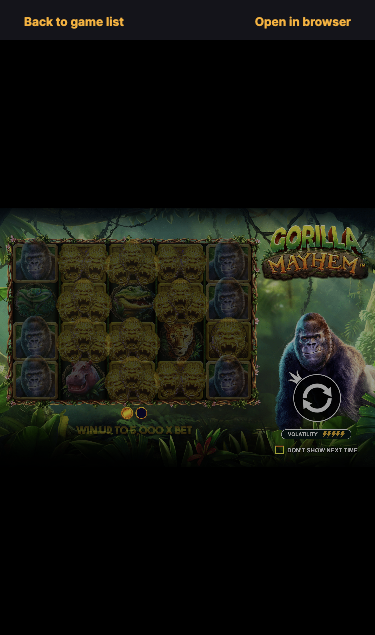 Back to game list
Open in browser
GORILLA
MAYHEM
WIN UP TO 5 000 X BET
VOLATILITY
DON'T SHOW NEXT TIME